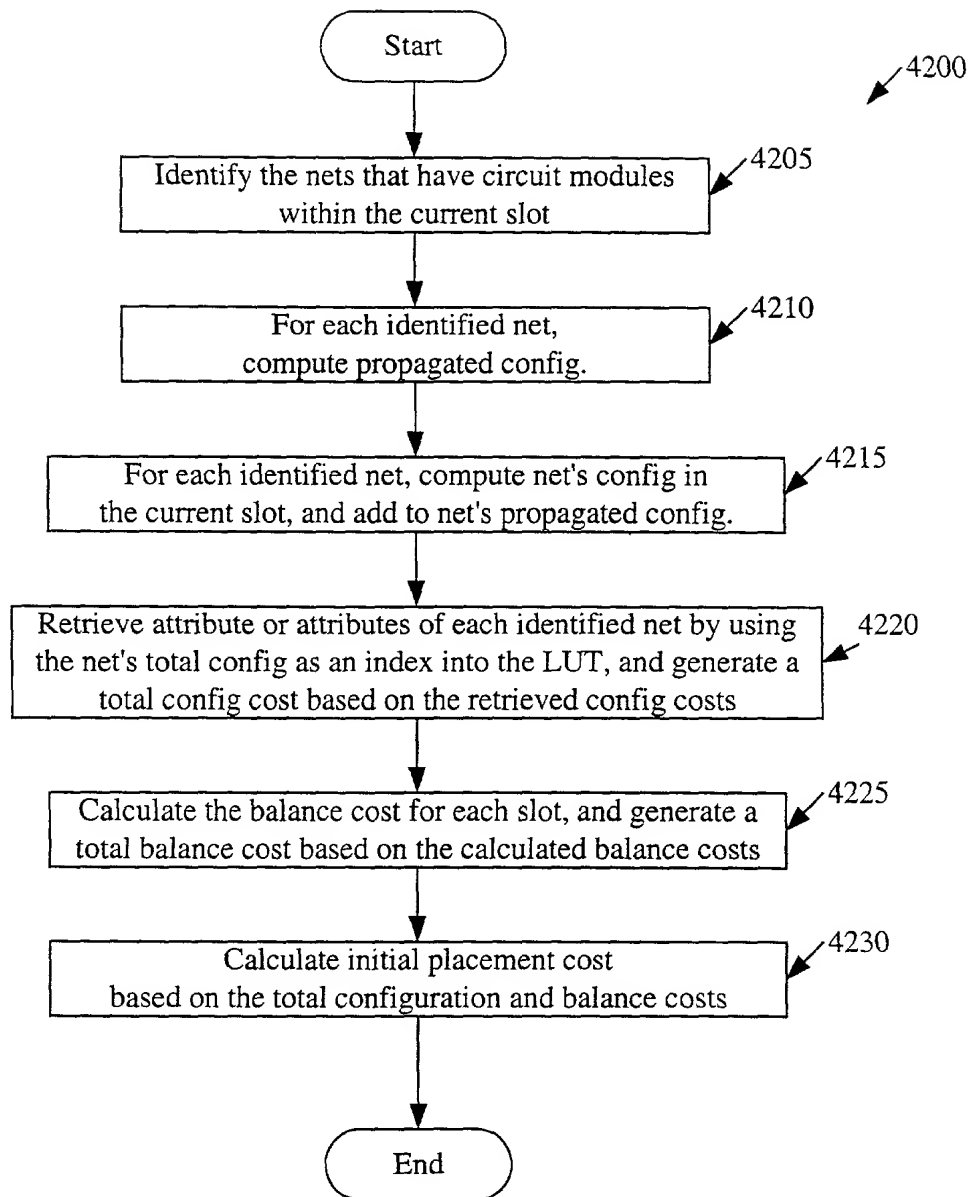 Start
4200
4205
Identify the nets that have circuit modules
within the current slot
4210
For each identified net,
compute propagated config.
4215
For each identified net, compute net's config in
the current slot, and add to net's propagated config.
4220
Retrieve attribute or attributes of each identified net by using
the net's total config as an index into the LUT, and generate a
total config cost based on the retrieved config costs
4225
Calculate the balance cost for each slot, and generate a
total balance cost based on the calculated balance costs
4230
Calculate initial placement cost
based on the total configuration and balance costs
End